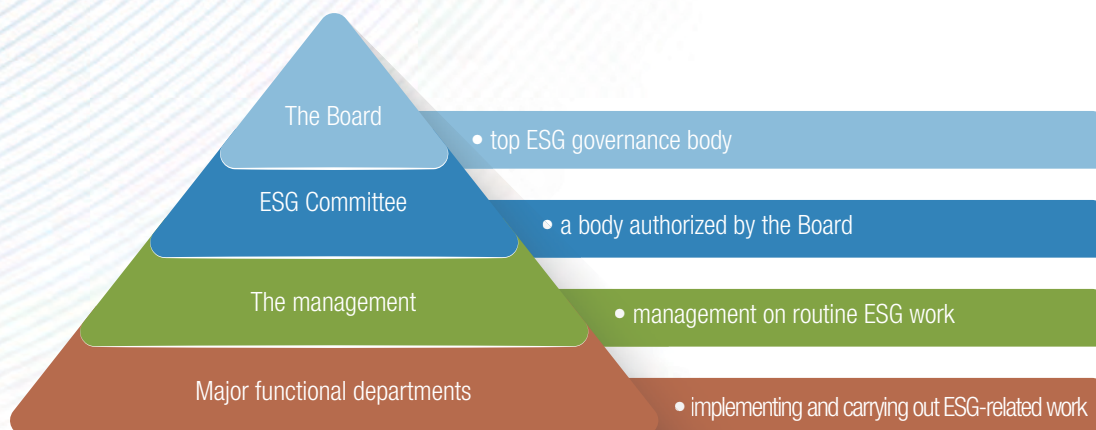 The Board
• top ESG governance body
ESG Committee
• a body authorized by the Board
The management
• management on routine ESG work
Major functional departments
• implementing and carrying out ESG-related work